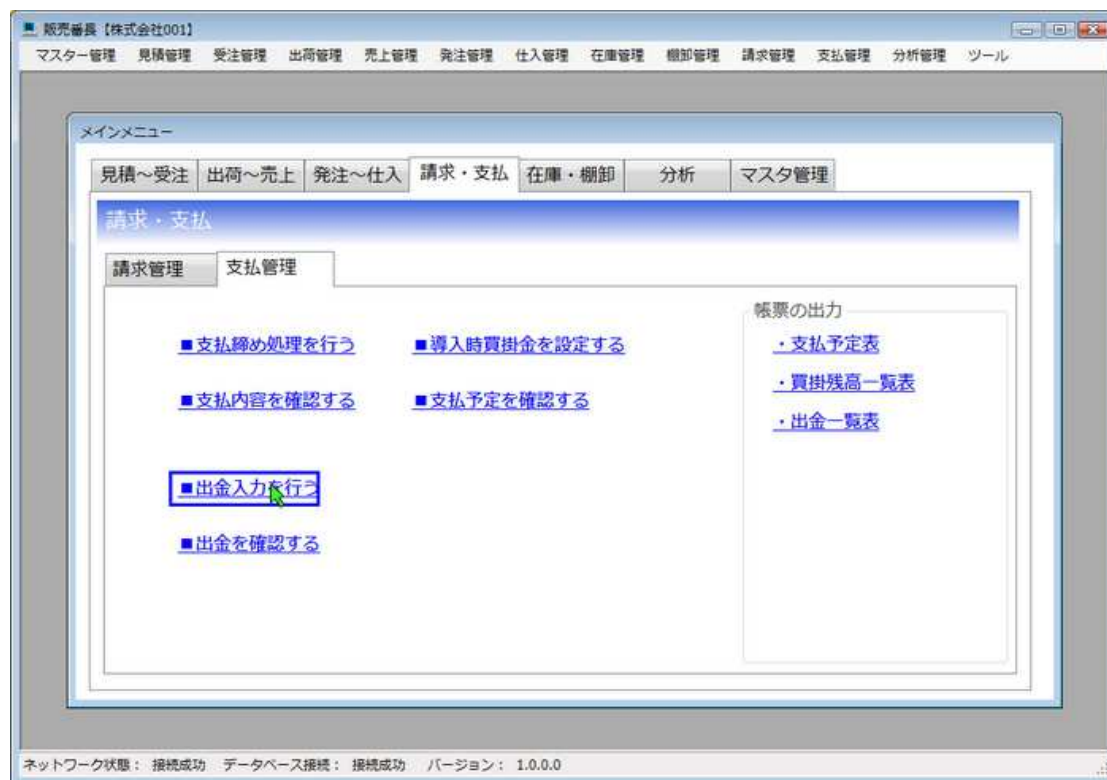 販売番長【株式会社001】
マスター管理 見積管理 受注管理 出荷管理 売上管理 発注管理 仕入管理 在庫管理 棚卸管理 請求管理 支払管理 分析管理 ツール
メインメニュー
見積～受注 出荷～売上 発注～仕入 請求・支払 在庫・棚卸 分析 マスタ管理
請求・支払
請求管理 支払管理
帳票の出力
■支払締め処理を行う ■導入時買掛金を設定する ・支払予定表
・買掛残高一覧表
■支払内容を確認する ■支払予定を確認する
・出金一覧表
■出金入力を行う
■出金を確認する
ネットワーク状態： 接続成功 データベース接続： 接続成功 バージョン： 1.0.0.0